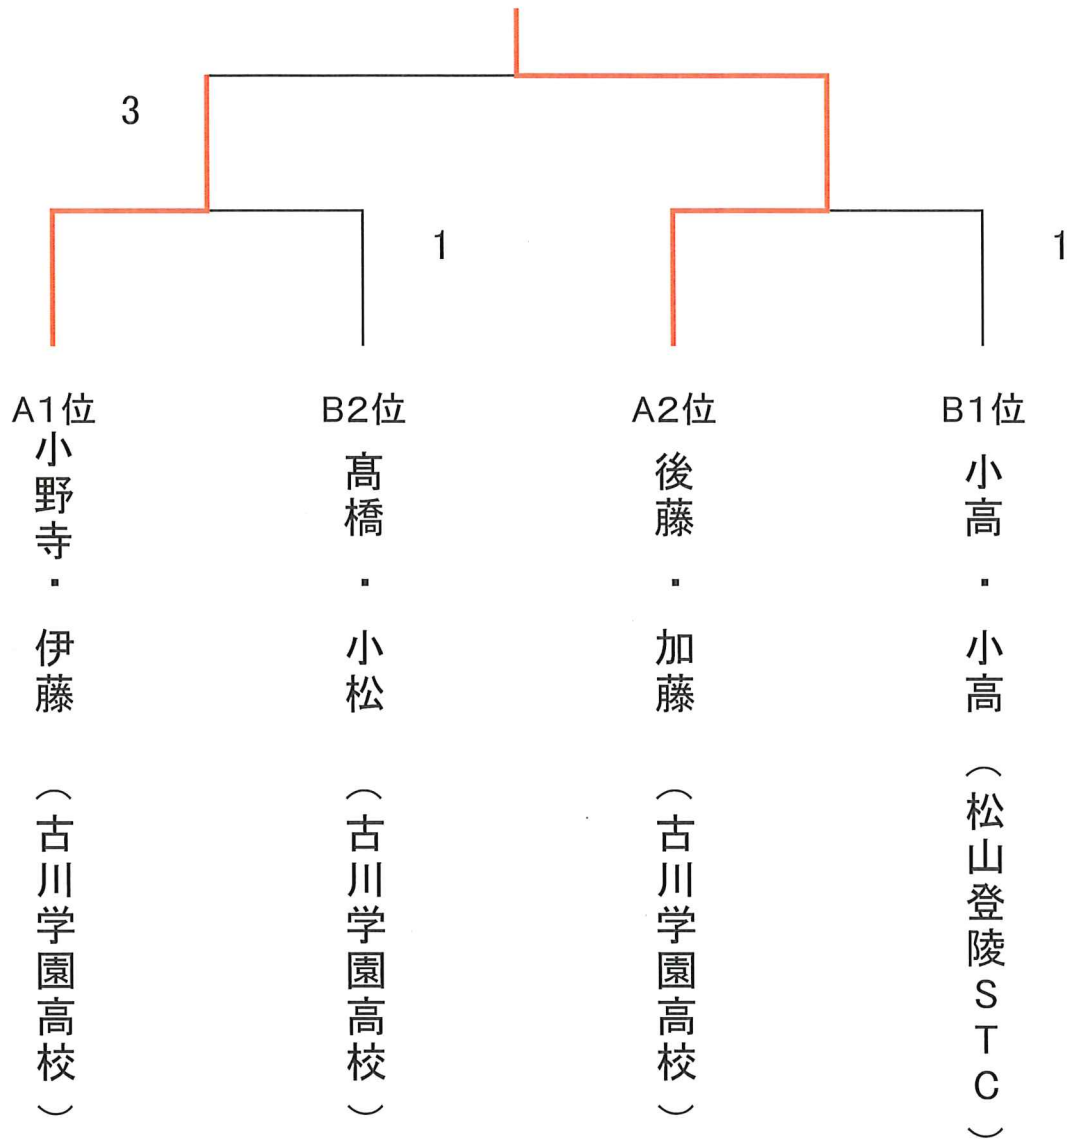 3
1
1
A1位
小野寺・伊藤（古川学園高校）
B2位
髙橋・小松（古川学園高校）
A2位
後藤・加藤（古川学園高校）
B1位
小高・小高（松山登陵STC）